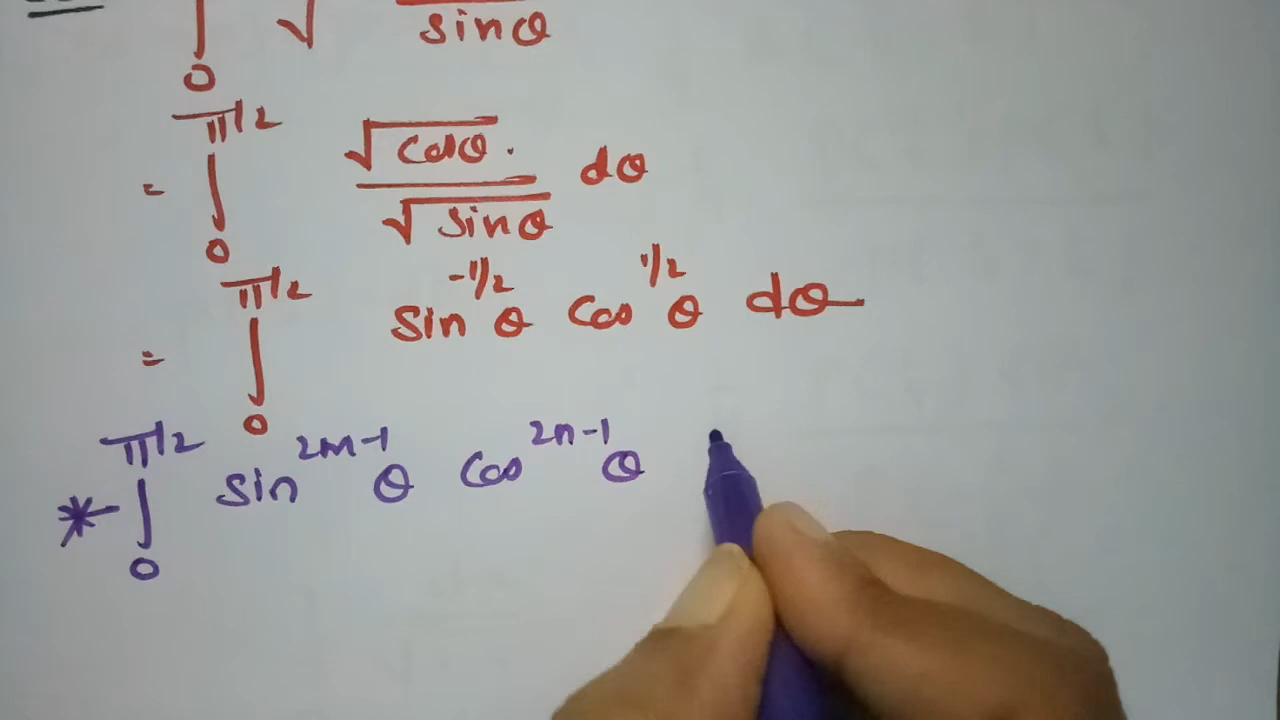 ∫₀ √ sinθ
= ∫₀^{π/2} √cosθ / √sinθ dθ
= ∫₀^{π/2} sin^{-1/2} θ cos^{1/2} θ dθ
* ∫₀^{π/2} sin^{2m-1} θ cos^{2n-1} θ